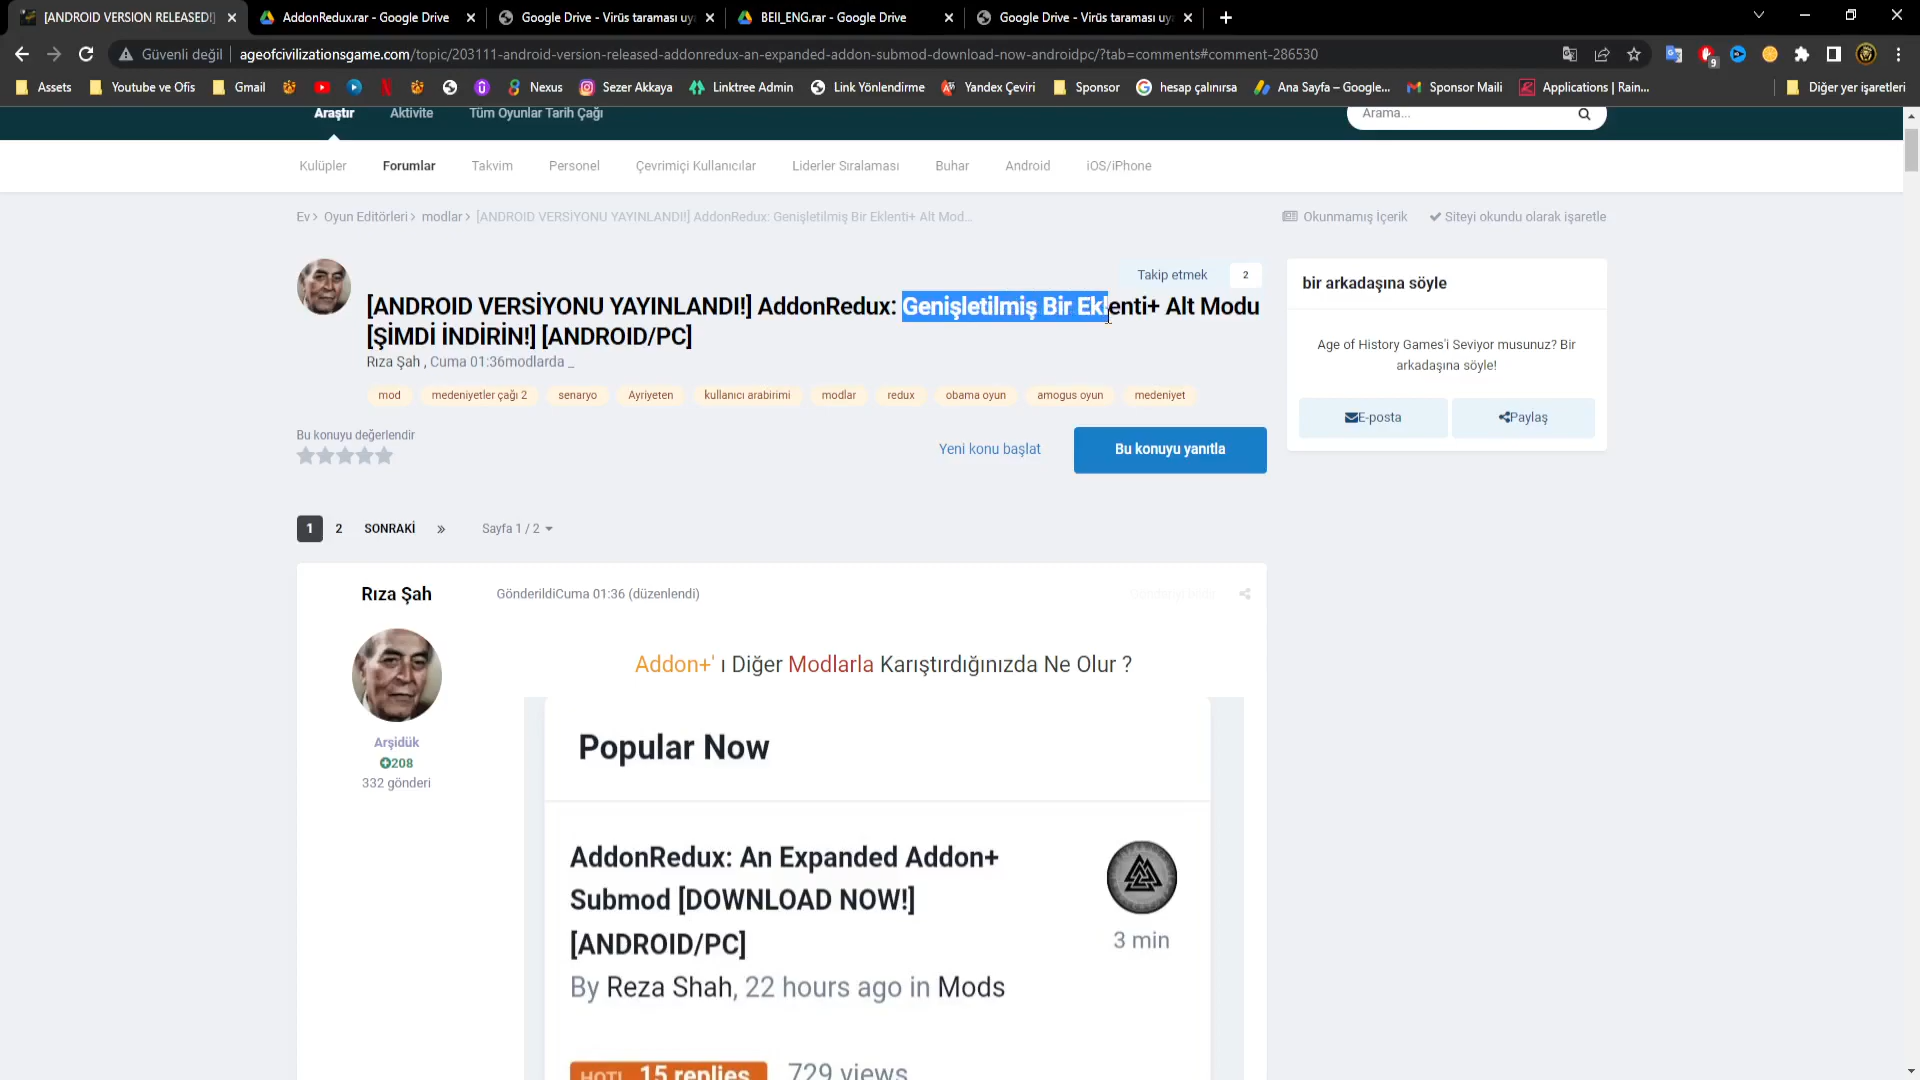 [ANDROID VERSION RELEASED!]
AddonRedux.rar - Google Drive
Google Drive - Virüs taraması uya
BEII_ENG.rar - Google Drive
Google Drive - Virüs taraması uya
Güvenli değil
ageofcivilizationsgame.com/topic/203111-android-version-released-addonredux-an-expanded-addon-submod-download-now-androidpc/?tab=comments#comment-286530
9
Assets
Youtube ve Ofis
Gmail
Nexus
Sezer Akkaya
Linktree Admin
Link Yönlendirme
Yandex Çeviri
Sponsor
hesap çalınırsa
Ana Sayfa – Google...
Sponsor Maili
Applications | Rain...
Diğer yer işaretleri
Araştır
Aktivite
Tüm Oyunlar Tarih Çağı
Arama...
Kulüpler
Forumlar
Takvim
Personel
Çevrimiçi Kullanıcılar
Liderler Sıralaması
Buhar
Android
iOS/iPhone
Ev > Oyun Editörleri > modlar > [ANDROID VERSİYONU YAYINLANDI!] AddonRedux: Genişletilmiş Bir Eklenti+ Alt Mod...
Okunmamış İçerik
Siteyi okundu olarak işaretle
Takip etmek
2
[ANDROID VERSİYONU YAYINLANDI!] AddonRedux: Genişletilmiş Bir Eklenti+ Alt Modu
[ŞİMDİ İNDİRİN!] [ANDROID/PC]
Rıza Şah , Cuma 01:36modlarda _
mod
medeniyetler çağı 2
senaryo
Ayriyeten
kullanıcı arabirimi
modlar
redux
obama oyun
amogus oyun
medeniyet
Bu konuyu değerlendir
Yeni konu başlat
Bu konuyu yanıtla
bir arkadaşına söyle
Age of History Games'i Seviyor musunuz? Bir
arkadaşına söyle!
E-posta
Paylaş
1
2
SONRAKİ
»
Sayfa 1 / 2
Rıza Şah
GönderildiCuma 01:36 (düzenlendi)
Arşidük
208
332 gönderi
Addon+' ı Diğer Modlarla Karıştırdığınızda Ne Olur ?
Popular Now
AddonRedux: An Expanded Addon+
Submod [DOWNLOAD NOW!]
[ANDROID/PC]
3 min
By Reza Shah, 22 hours ago in Mods
HOT!
15 replies
729 views